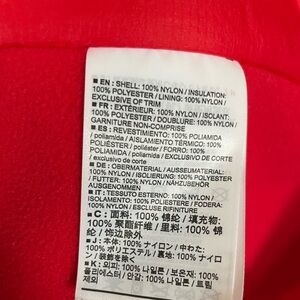 ■ EN : SHELL: 100% NYLON / INSULATION:
100% POLYESTER / LINING: 100% NYLON /
EXCLUSIVE OF TRIM
■ FR : EXTÉRIEUR: 100% NYLON / ISOLANT:
100% POLYESTER / DOUBLURE: 100% NYLON /
GARNITURE NON-COMPRISE
■ ES : REVESTIMIENTO: 100% POLIAMIDA
/ poliamida / AISLAMIENTO TÉRMICO: 100%
POLIÉSTER / poliéster / FORRO: 100%
POLIAMIDA / poliamida / EXCLUSIVO DE CORTE
/ exclusivo de corte
■ DE : OBERMATERIAL / AUSSEMATERIAL:
100% NYLON / ISOLIERUNG: 100% POLYESTER /
FUTTER: 100% NYLON / NÄHZUBEHÖR
AUSGENOMMEN
■ IT : TESSUTO ESTERNO: 100% NYLON /
ISOLAMENTO: 100% POLIESTERE / FODERA:
100% NYLON / ESCLUSE RIFINITURE
■ C : 面料: 100% 锦纶 / 填充物:
100% 聚酯纤维 / 里料: 100% 锦
纶 / 饰边除外
■ J : 本体: 100% ナイロン / 中わた:
100% ポリエステル / 裏地: 100% ナイロ
ン / 装飾を除く
■ K : 외피: 100% 나일론 / 보온재: 100%
폴리에스터 / 안감: 100% 나일론 / 트림 제
외